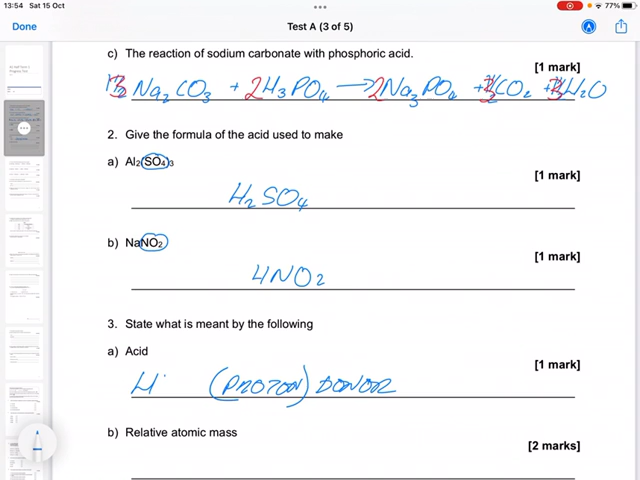 13:54 Sat 15 Oct 77%
Done Test A (3 of 5)
c) The reaction of sodium carbonate with phosphoric acid.
[1 mark]
3 Na2CO3 + 2H3PO4 → 2Na3PO4 + 3CO2 + 3H2O
2. Give the formula of the acid used to make
a) Al2(SO4)3
[1 mark]
H2SO4
b) NaNO2
[1 mark]
HNO2
3. State what is meant by the following
a) Acid
[1 mark]
H+ (PROTON) DONOR
b) Relative atomic mass
[2 marks]